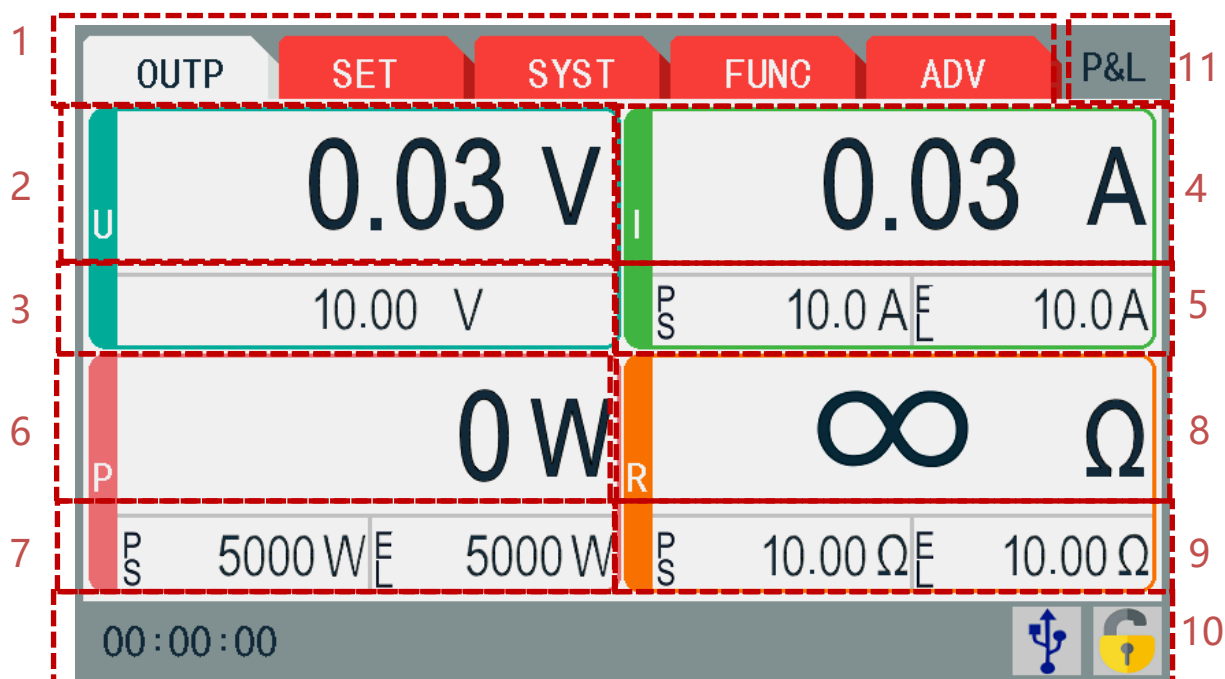 1 OUTP SET SYST FUNC ADV P&L 11
2 U 0.03 V I 0.03 A 4
3 10.00 V PS 10.0 A EL 10.0 A 5
6 P 0 W R ∞ Ω 8
7 PS 5000 W EL 5000 W PS 10.00 Ω EL 10.00 Ω 9
00:00:00 10